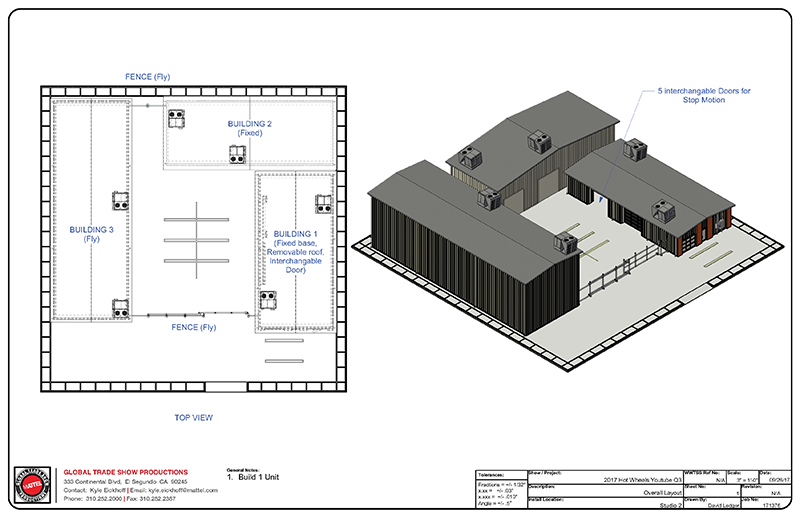 FENCE (Fly)
BUILDING 2
(Fixed)
BUILDING 3
(Fly)
BUILDING 1
(Fixed base,
Removable roof,
Interchangable
Door)
FENCE (Fly)
TOP VIEW
5 interchangable Doors for
Stop Motion
MATTEL
GLOBAL TRADE SHOW PRODUCTIONS
333 Continental Blvd, El Segundo CA 90245
Contact: Kyle Eickhoff | Email: kyle.eickhoff@mattel.com
Phone: 310.252.2000 | Fax: 310.252.2357
General Notes:
1. Build 1 Unit
Tolerances:
Fractions = +/- 1/32"
x.xx = +/- .03"
x.xxx = +/- .010"
Angle = +/- .5°
Show / Project:
2017 Hot Wheels Youtube Q3
Description:
Overall Layout
Install Location:
Studio 2
WWTSS Ref No:
N/A
Scale:
.3" = 1'0"
Date:
09/26/17
Sheet No:
1
Revision:
N/A
Drawn By:
David Ledger
Job No:
171376